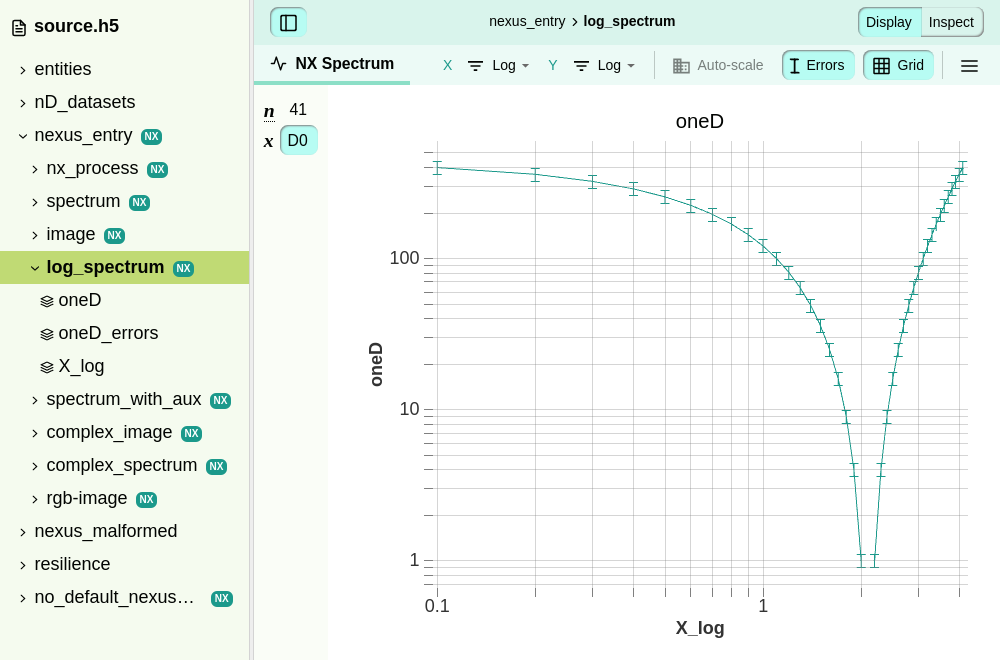 source.h5
entities
nD_datasets
nexus_entry NX
nx_process NX
spectrum NX
image NX
log_spectrum NX
oneD
oneD_errors
X_log
spectrum_with_aux NX
complex_image NX
complex_spectrum NX
rgb-image NX
nexus_malformed
resilience
no_default_nexus… NX
nexus_entry › log_spectrum
Display Inspect
NX Spectrum X Log Y Log Auto-scale Errors Grid
n 41
x D0
oneD
100
10
1
oneD
0.1 1
X_log